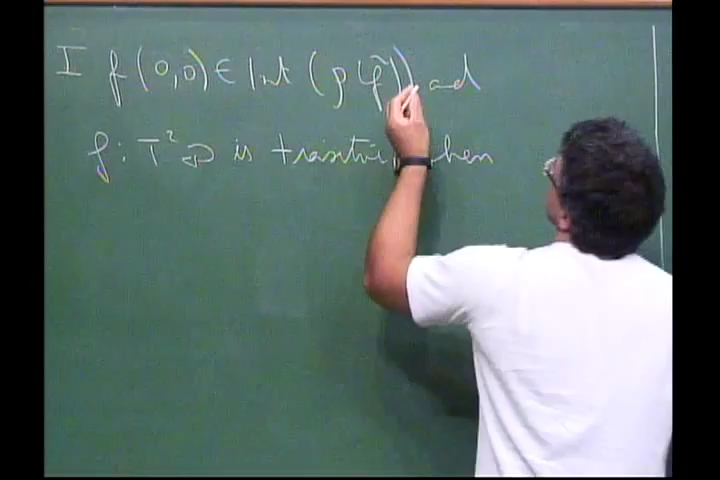 If (0,0) ∈ Int (ρ(f̃)) and
f : T² ↻ is transitive then